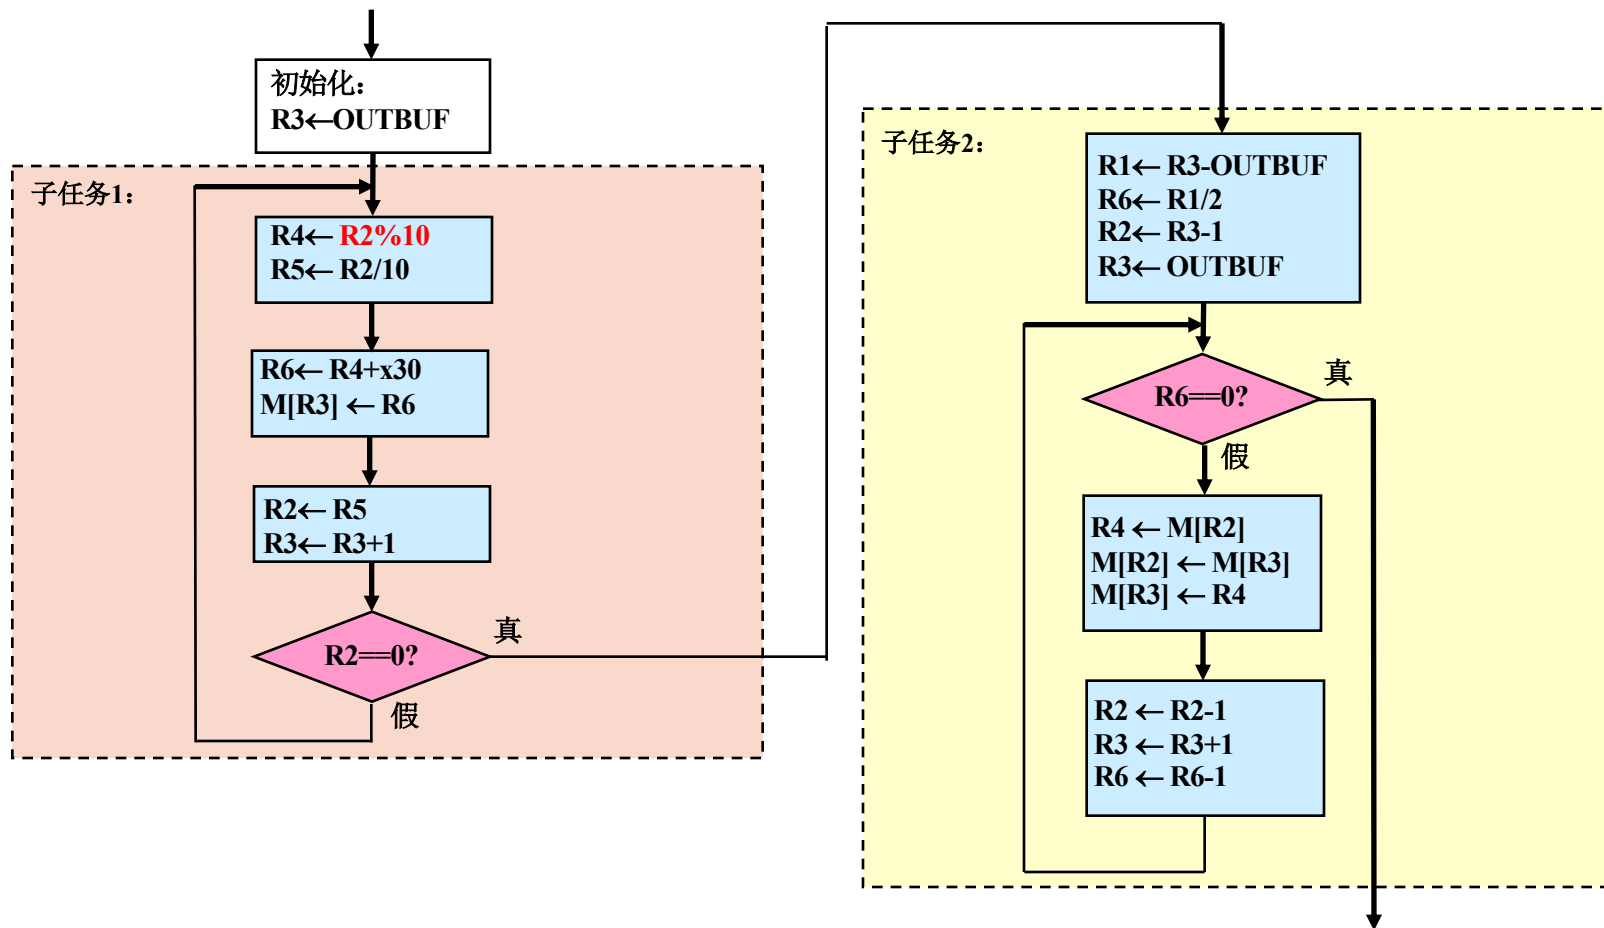 初始化：
R3←OUTBUF
子任务1：
R4← R2%10
R5← R2/10
R6← R4+x30
M[R3] ← R6
R2← R5
R3← R3+1
R2==0?
真
假
子任务2：
R1← R3-OUTBUF
R6← R1/2
R2← R3-1
R3← OUTBUF
R6==0?
真
假
R4 ← M[R2]
M[R2] ← M[R3]
M[R3] ← R4
R2 ← R2-1
R3 ← R3+1
R6 ← R6-1